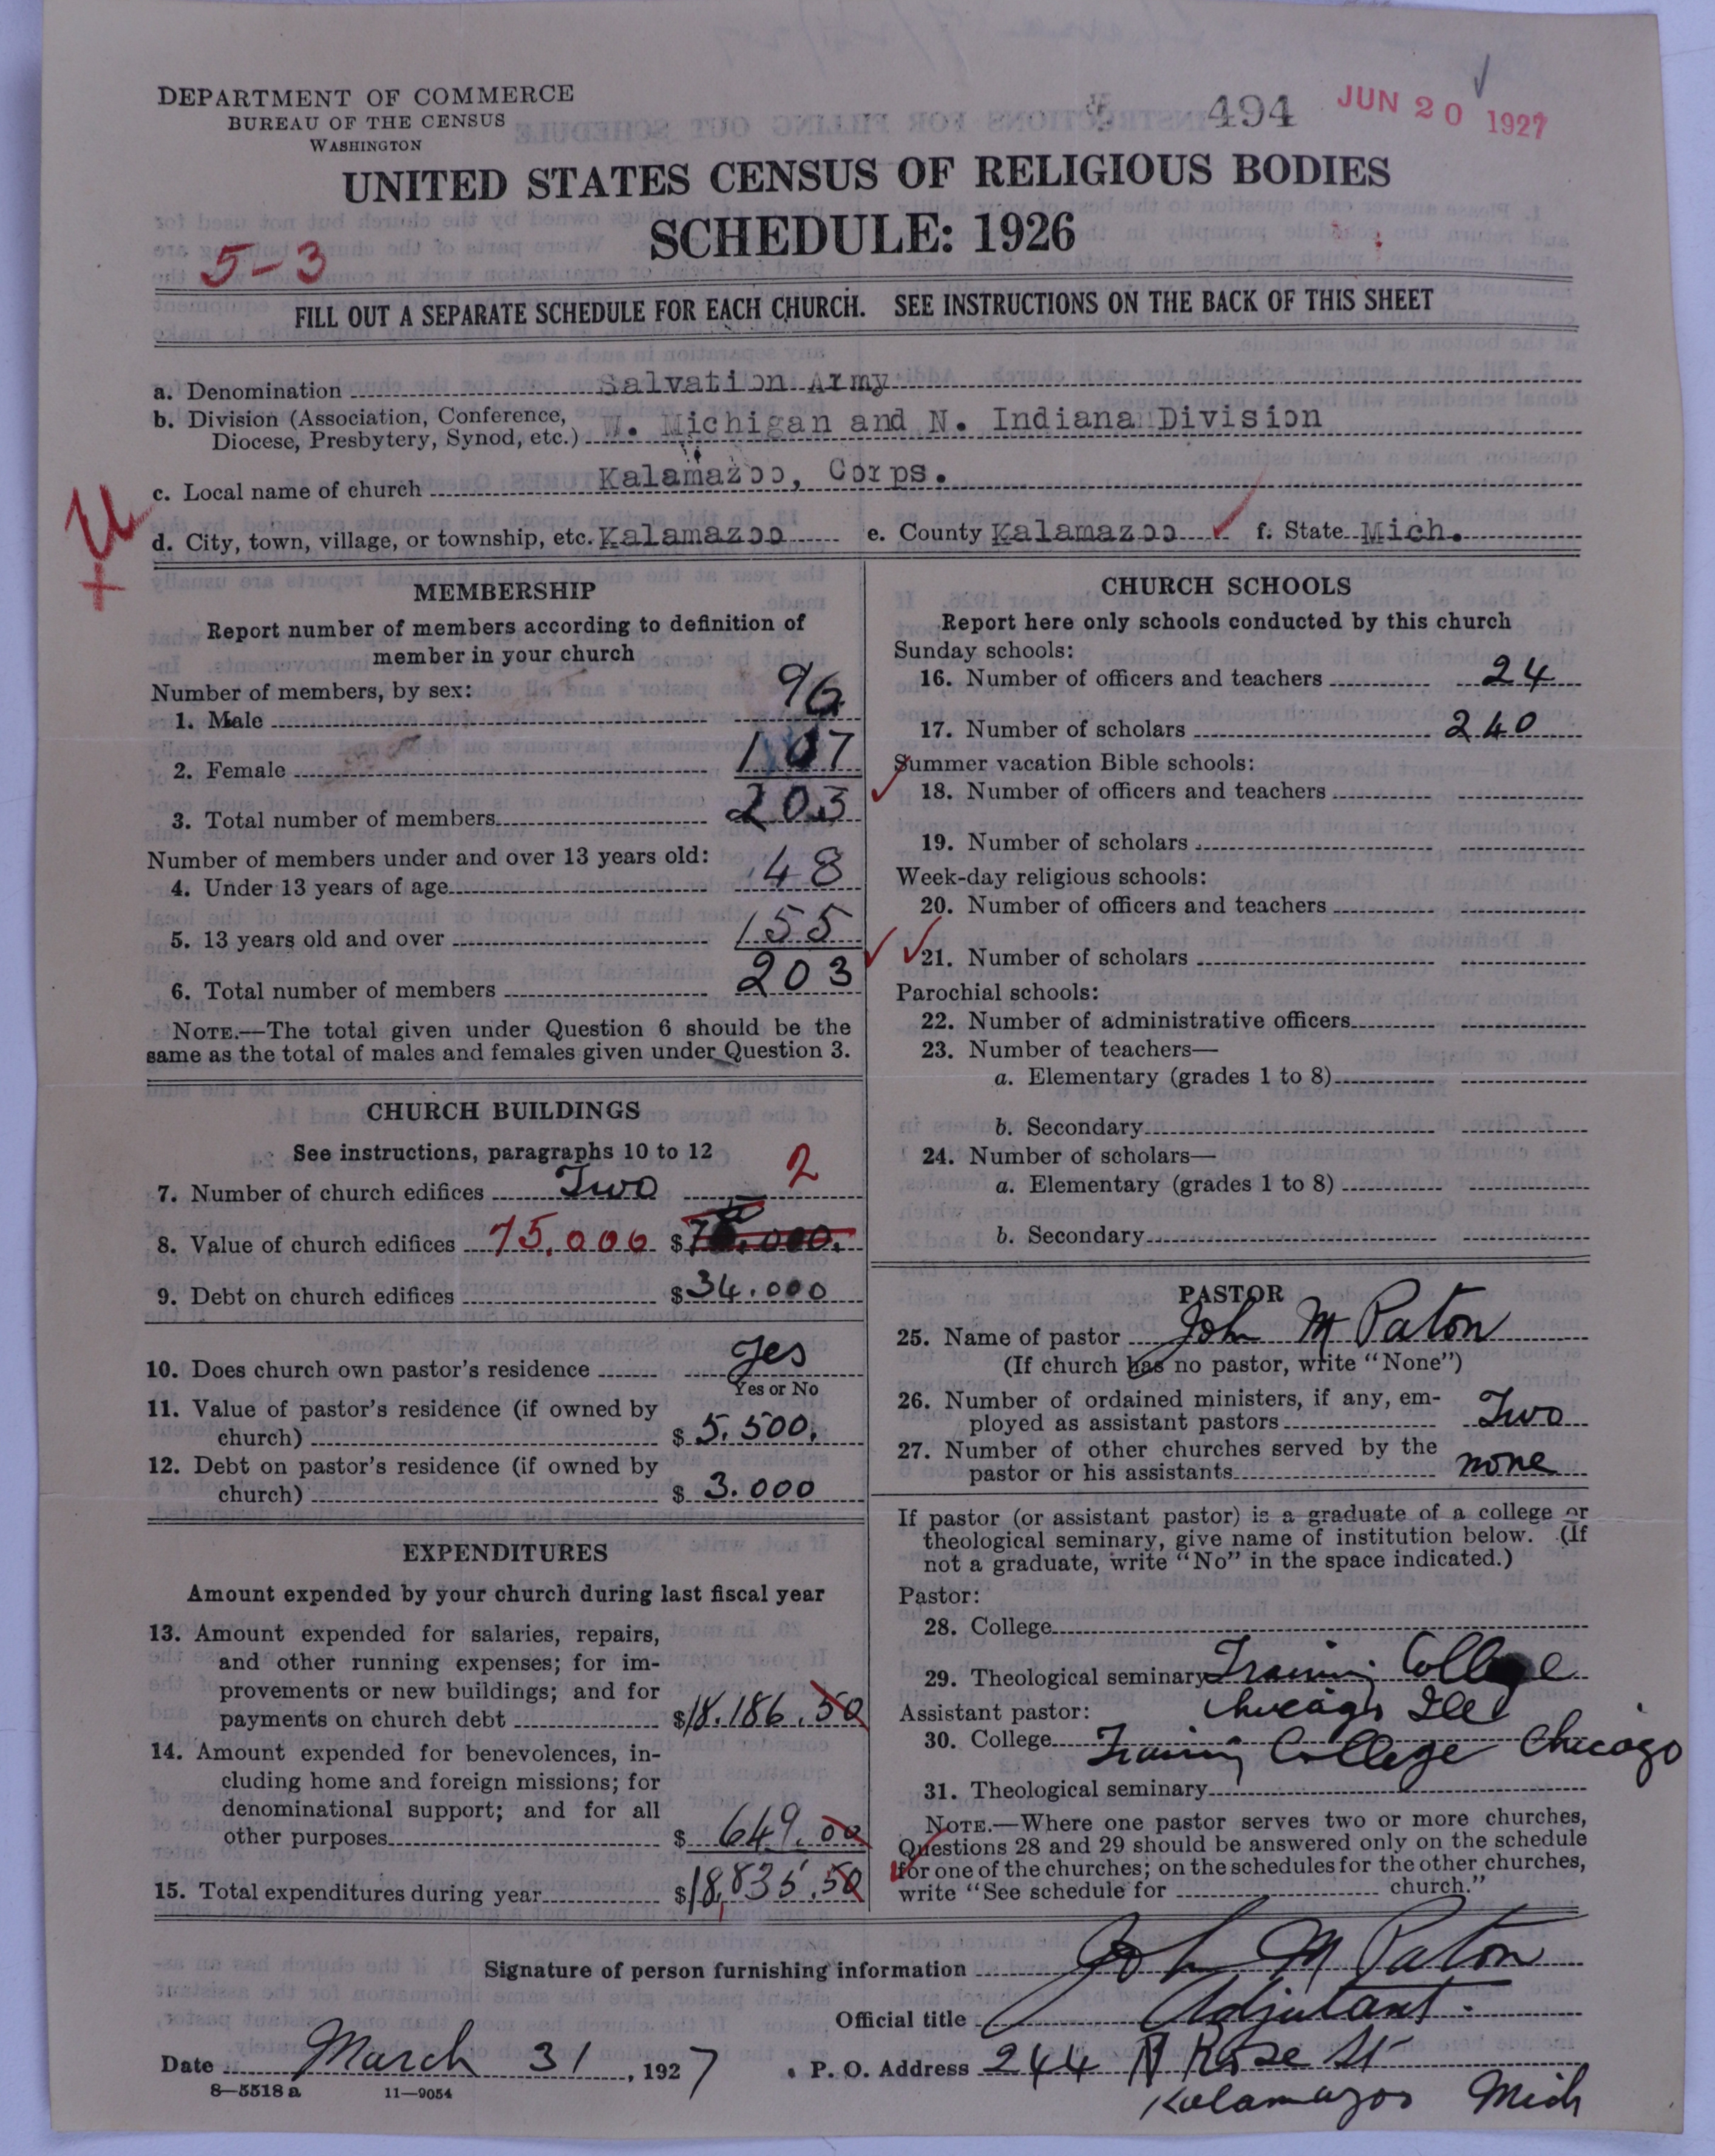 DEPARTMENT OF COMMERCE
BUREAU OF THE CENSUS
WASHINGTON
494 JUN 20 1927
UNITED STATES CENSUS OF RELIGIOUS BODIES
SCHEDULE: 1926
5-3
FILL OUT A SEPARATE SCHEDULE FOR EACH CHURCH. SEE INSTRUCTIONS ON THE BACK OF THIS SHEET
a. Denomination Salvation Army
b. Division (Association, Conference,
Diocese, Presbytery, Synod, etc.) W. Michigan and N. Indiana Division
c. Local name of church Kalamazoo, Corps.
d. City, town, village, or township, etc. Kalamazoo e. County Kalamazoo f. State Mich.
MEMBERSHIP
Report number of members according to definition of
member in your church
Number of members, by sex:
1. Male 96
2. Female 107
3. Total number of members 203
Number of members under and over 13 years old:
4. Under 13 years of age 48
5. 13 years old and over 155
6. Total number of members 203
NOTE.—The total given under Question 6 should be the
same as the total of males and females given under Question 3.
CHURCH BUILDINGS
See instructions, paragraphs 10 to 12
7. Number of church edifices Two 2
8. Value of church edifices 75.000 $
9. Debt on church edifices $34.000
10. Does church own pastor's residence Yes
Yes or No
11. Value of pastor's residence (if owned by
church) $ 5.500.
12. Debt on pastor's residence (if owned by
church) $ 3.000
EXPENDITURES
Amount expended by your church during last fiscal year
13. Amount expended for salaries, repairs,
and other running expenses; for im-
provements or new buildings; and for
payments on church debt $18.186.50
14. Amount expended for benevolences, in-
cluding home and foreign missions; for
denominational support; and for all
other purposes $ 649.00
15. Total expenditures during year $18,835.50
CHURCH SCHOOLS
Report here only schools conducted by this church
Sunday schools:
16. Number of officers and teachers 24
17. Number of scholars 240
Summer vacation Bible schools:
18. Number of officers and teachers
19. Number of scholars
Week-day religious schools:
20. Number of officers and teachers
21. Number of scholars
Parochial schools:
22. Number of administrative officers
23. Number of teachers—
a. Elementary (grades 1 to 8)
b. Secondary
24. Number of scholars—
a. Elementary (grades 1 to 8)
b. Secondary
PASTOR
25. Name of pastor John M Paton
(If church has no pastor, write "None")
26. Number of ordained ministers, if any, em-
ployed as assistant pastors Two
27. Number of other churches served by the
pastor or his assistants none
If pastor (or assistant pastor) is a graduate of a college or
theological seminary, give name of institution below. (If
not a graduate, write "No" in the space indicated.)
Pastor:
28. College
29. Theological seminary Training College
Chicago Ill
Assistant pastor:
30. College Training College Chicago
31. Theological seminary
NOTE.—Where one pastor serves two or more churches,
Questions 28 and 29 should be answered only on the schedule
for one of the churches; on the schedules for the other churches,
write "See schedule for church."
Signature of person furnishing information John M Paton
Official title Adjutant.
Date March 31, 1927 P. O. Address 244 N Rose St
Kalamazoo Mich
8—5518 a 11—9054